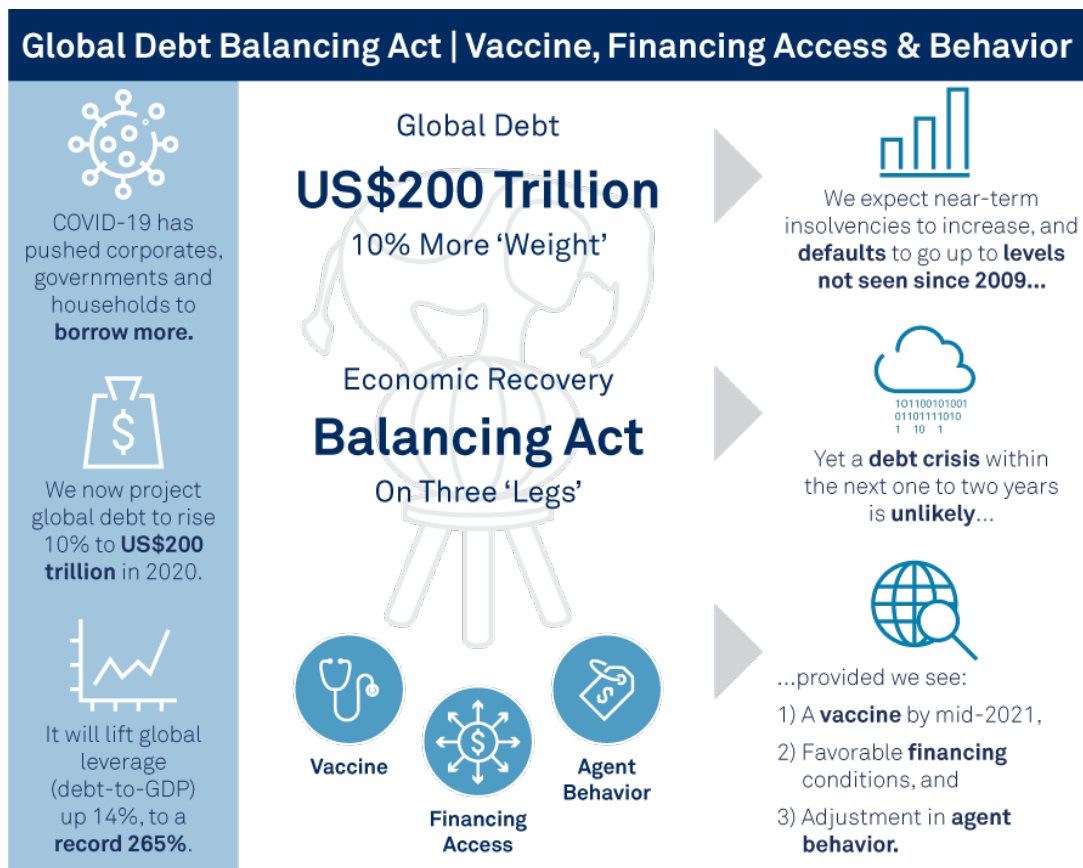 Global Debt Balancing Act | Vaccine, Financing Access & Behavior
COVID-19 has
pushed corporates,
governments and
households to
borrow more.
$
We now project
global debt to rise
10% to US$200
trillion in 2020.
It will lift global
leverage
(debt-to-GDP)
up 14%, to a
record 265%.
Global Debt
US$200 Trillion
10% More ‘Weight’
Economic Recovery
Balancing Act
On Three ‘Legs’
Vaccine
$
Financing
Access
$
Agent
Behavior
We expect near-term
insolvencies to increase, and
defaults to go up to levels
not seen since 2009...
101100101001
01101111010
1 10 1
Yet a debt crisis within
the next one to two years
is unlikely...
...provided we see:
1) A vaccine by mid-2021,
2) Favorable financing
conditions, and
3) Adjustment in agent
behavior.